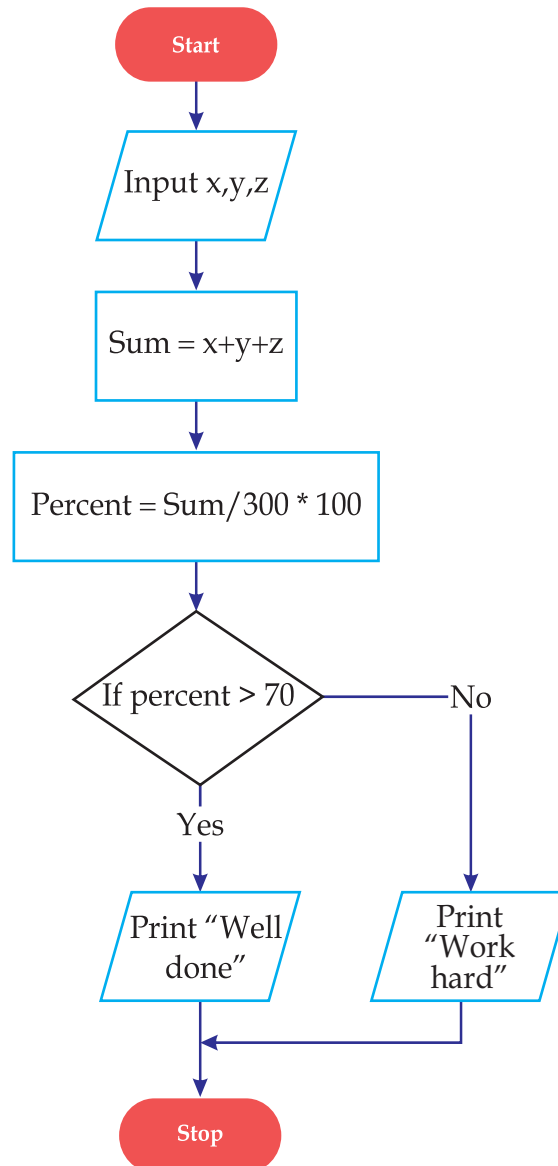 Start
Input x,y,z
Sum = x+y+z
Percent = Sum/300 * 100
If percent > 70
No
Yes
Print “Well
done”
Print
“Work
hard”
Stop